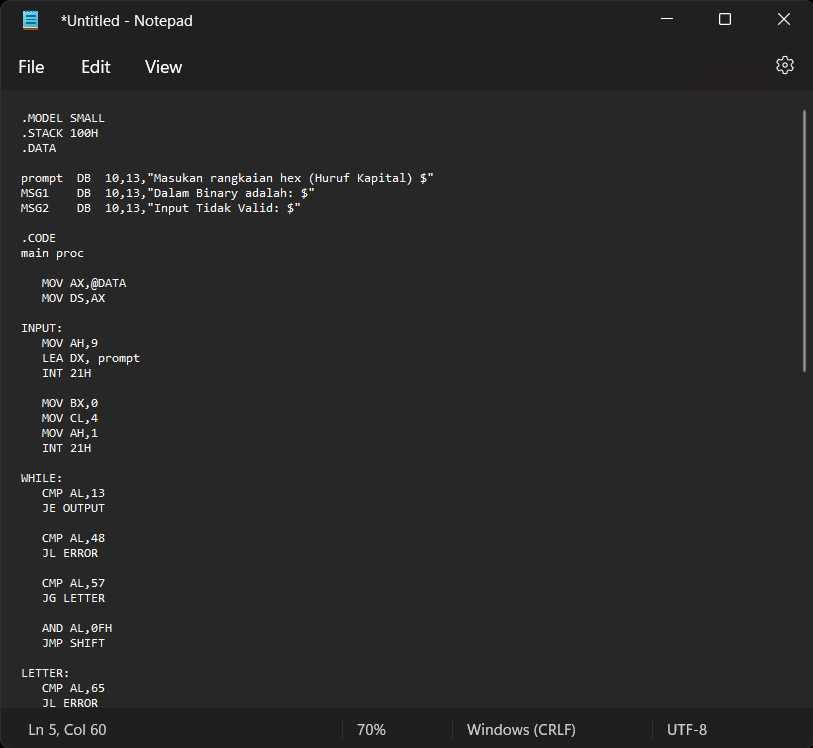 *Untitled - Notepad
File Edit View
.MODEL SMALL
.STACK 100H
.DATA
prompt  DB  10,13,"Masukan rangkaian hex (Huruf Kapital) $"
MSG1    DB  10,13,"Dalam Binary adalah: $"
MSG2    DB  10,13,"Input Tidak Valid: $"
.CODE
main proc
   MOV AX,@DATA
   MOV DS,AX
INPUT:
   MOV AH,9
   LEA DX, prompt
   INT 21H
   MOV BX,0
   MOV CL,4
   MOV AH,1
   INT 21H
WHILE:
   CMP AL,13
   JE OUTPUT
   CMP AL,48
   JL ERROR
   CMP AL,57
   JG LETTER
   AND AL,0FH
   JMP SHIFT
LETTER:
   CMP AL,65
   JL ERROR
Ln 5, Col 60 70% Windows (CRLF) UTF-8